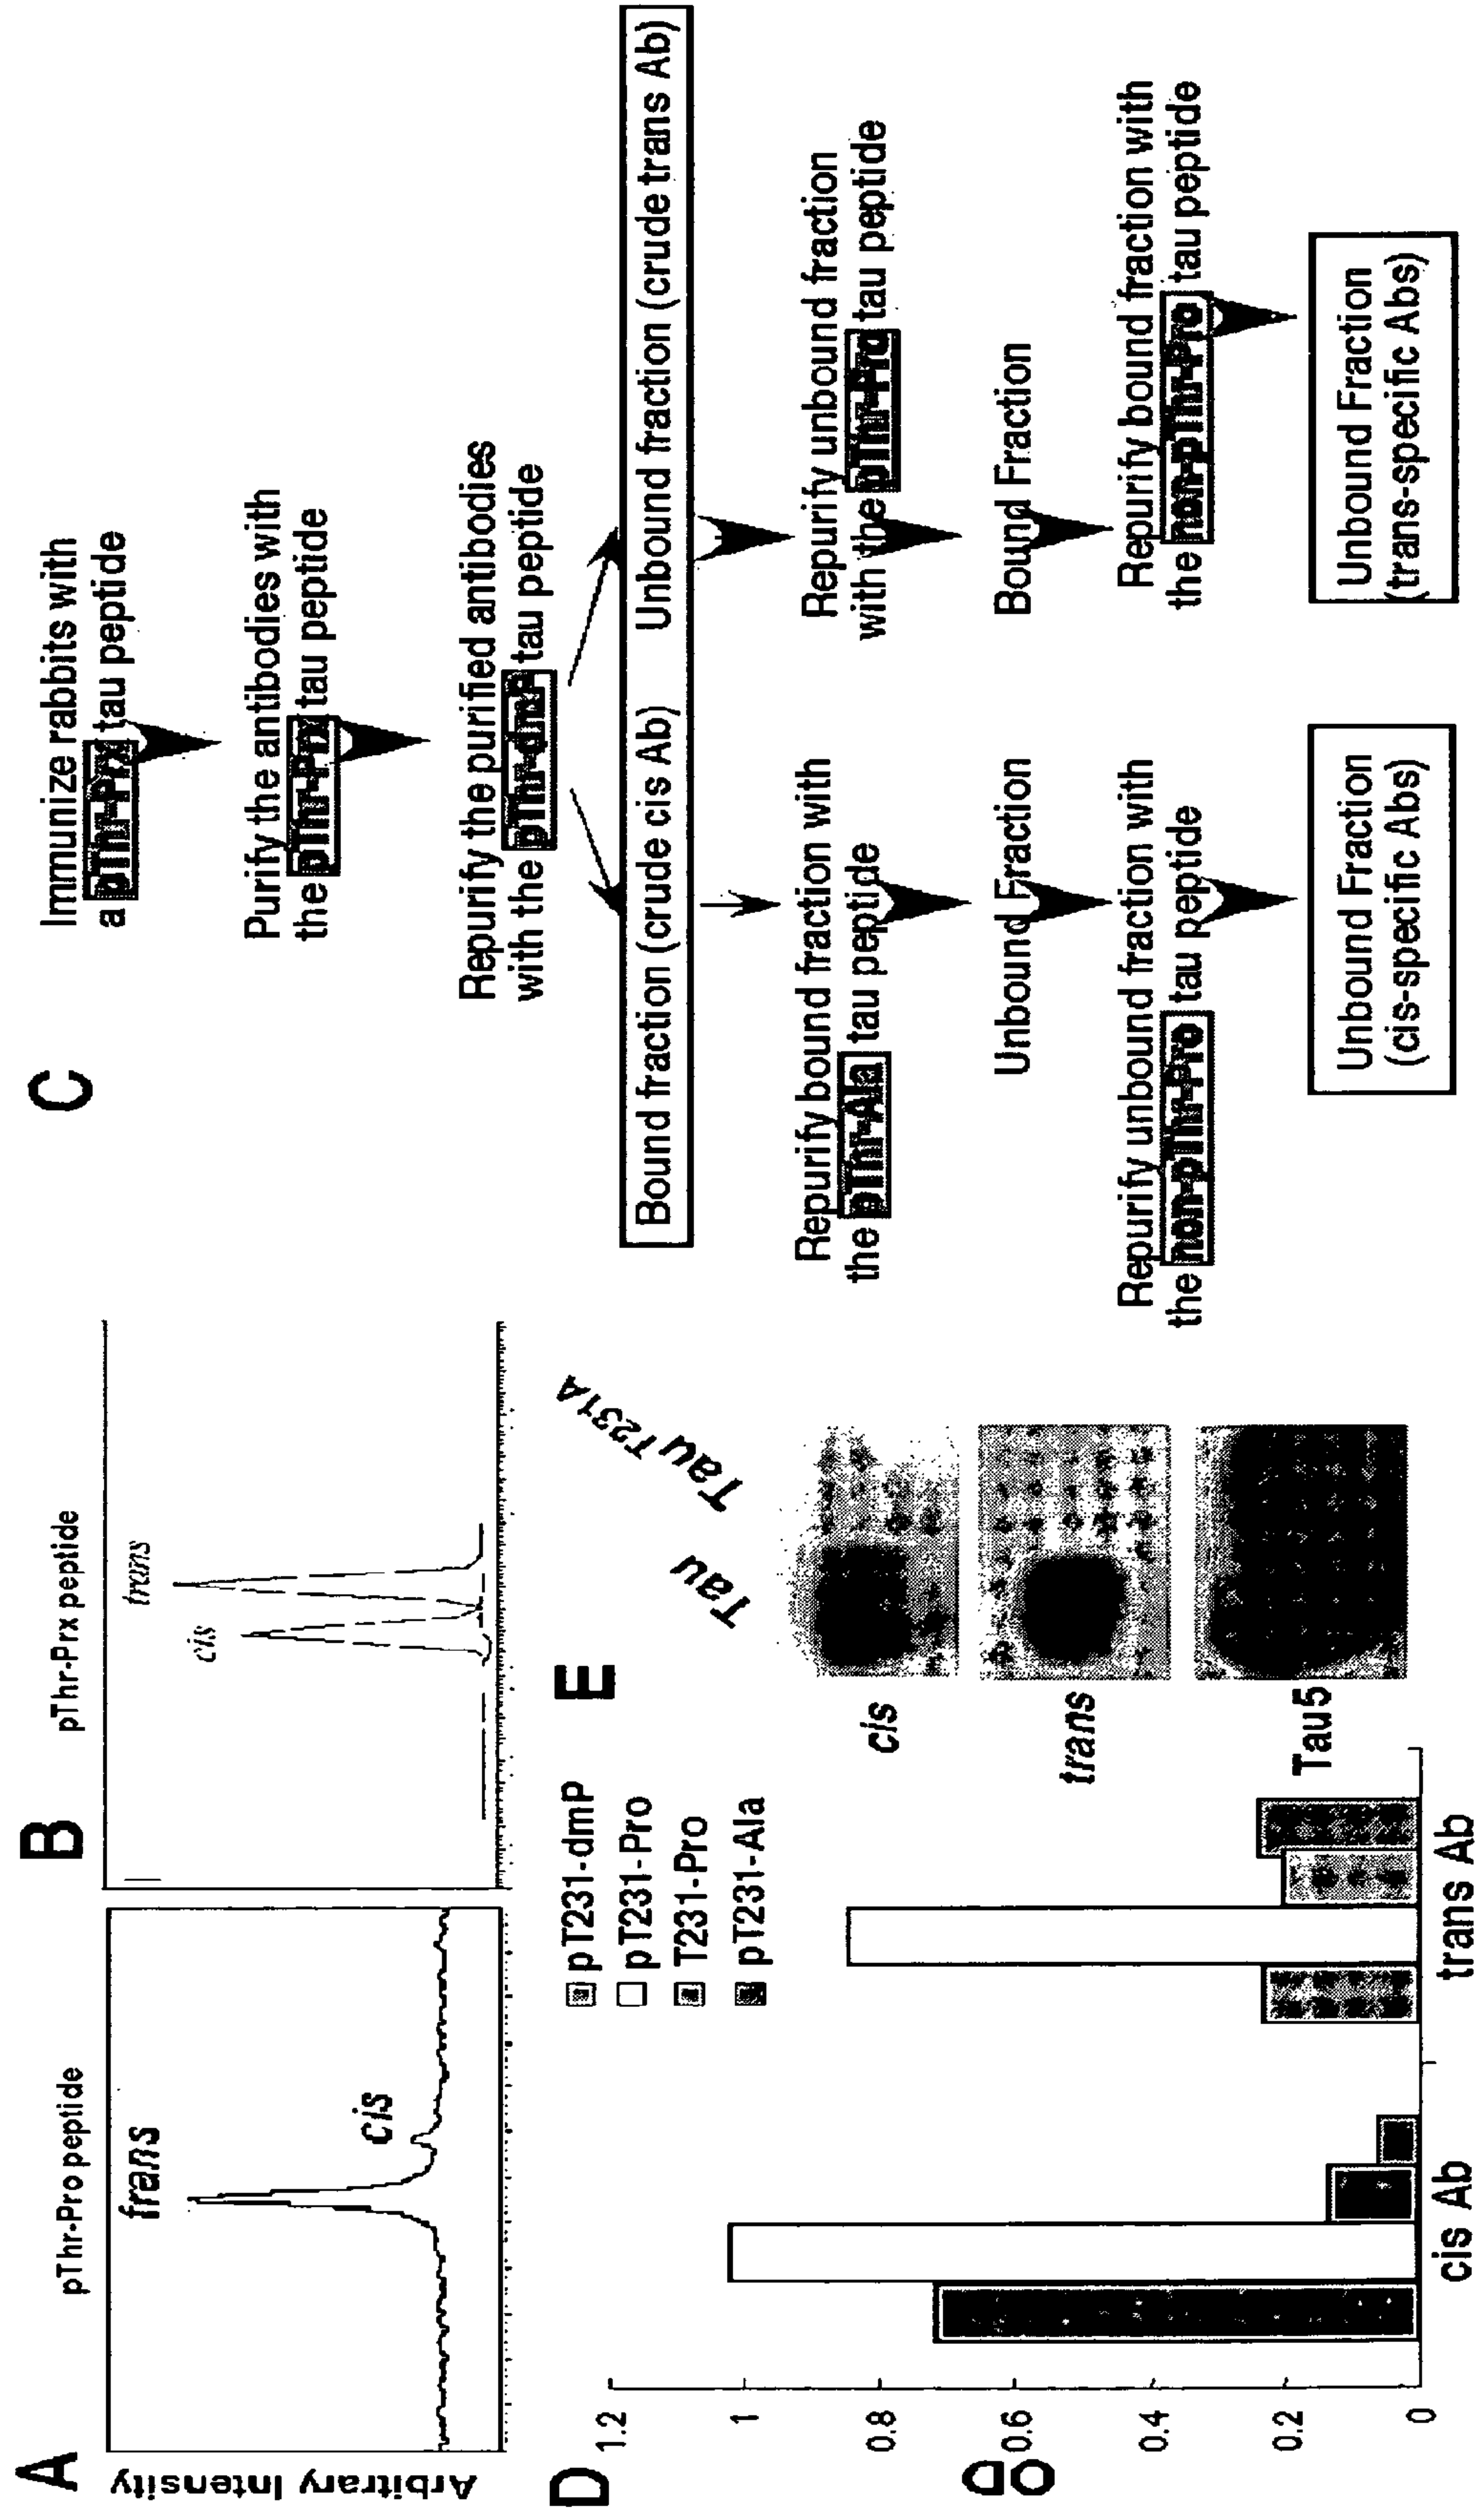 A
pThr-Pro peptide
Arbitrary Intensity
trans
cis
B
pThr-Prx peptide
cis
trans
C
Immunize rabbits with
a pThr-Prx tau peptide
Purify the antibodies with
the pThr-Prx tau peptide
Repurify the purified antibodies
with the pThr-dmP tau peptide
Bound fraction (crude cis Ab)
Unbound fraction (crude trans Ab)
Repurify bound fraction with
the pThr-Ala tau peptide
Unbound Fraction
Repurify unbound fraction with
the non-pThr-Pro tau peptide
Unbound Fraction
(cis-specific Abs)
Repurify unbound fraction
with the pThr-Pro tau peptide
Bound Fraction
Repurify bound fraction with
the non-pThr-Pro tau peptide
Unbound Fraction
(trans-specific Abs)
D
OD
1.2
1
0.8
0.6
0.4
0.2
0
pT231-dmP
pT231-Pro
T231-Pro
pT231-Ala
cis Ab
trans Ab
E
Tau
Tau T231A
cis
trans
Tau5